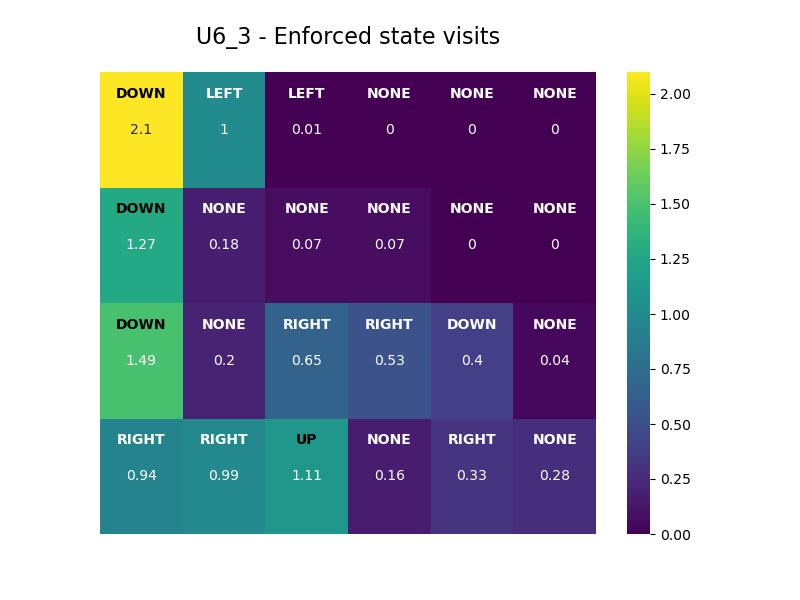 U6_3 - Enforced state visits
DOWN LEFT LEFT NONE NONE NONE
2.1 1 0.01 0 0 0
DOWN NONE NONE NONE NONE NONE
1.27 0.18 0.07 0.07 0 0
DOWN NONE RIGHT RIGHT DOWN NONE
1.49 0.2 0.65 0.53 0.4 0.04
RIGHT RIGHT UP NONE RIGHT NONE
0.94 0.99 1.11 0.16 0.33 0.28
2.00
1.75
1.50
1.25
1.00
0.75
0.50
0.25
0.00